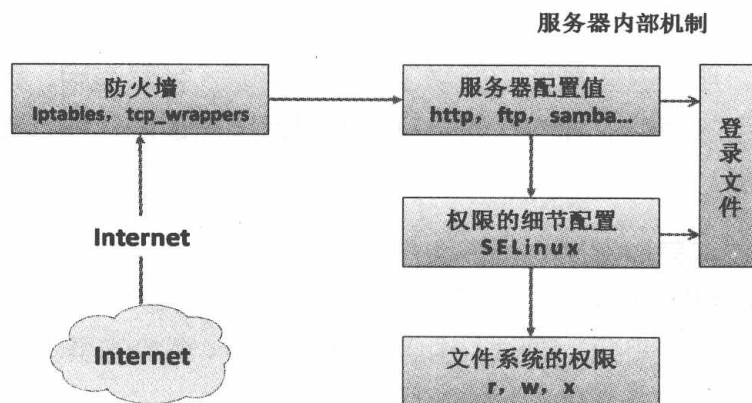 服务器内部机制
防火墙
Iptables，tcp_wrappers
服务器配置值
http，ftp，samba...
登录文件
Internet
权限的细节配置
SELinux
Internet
文件系统的权限
r，w，x